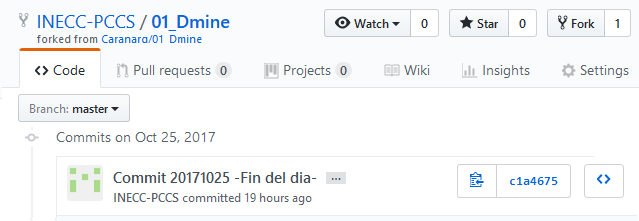 INECC-PCCS / 01_Dmine
Watch 0 Star 0 Fork 1
forked from Caranarq/01_Dmine
Code Pull requests 0 Projects 0 Wiki Insights Settings
Branch: master
Commits on Oct 25, 2017
Commit 20171025 -Fin del dia- ...
c1a4675
INECC-PCCS committed 19 hours ago